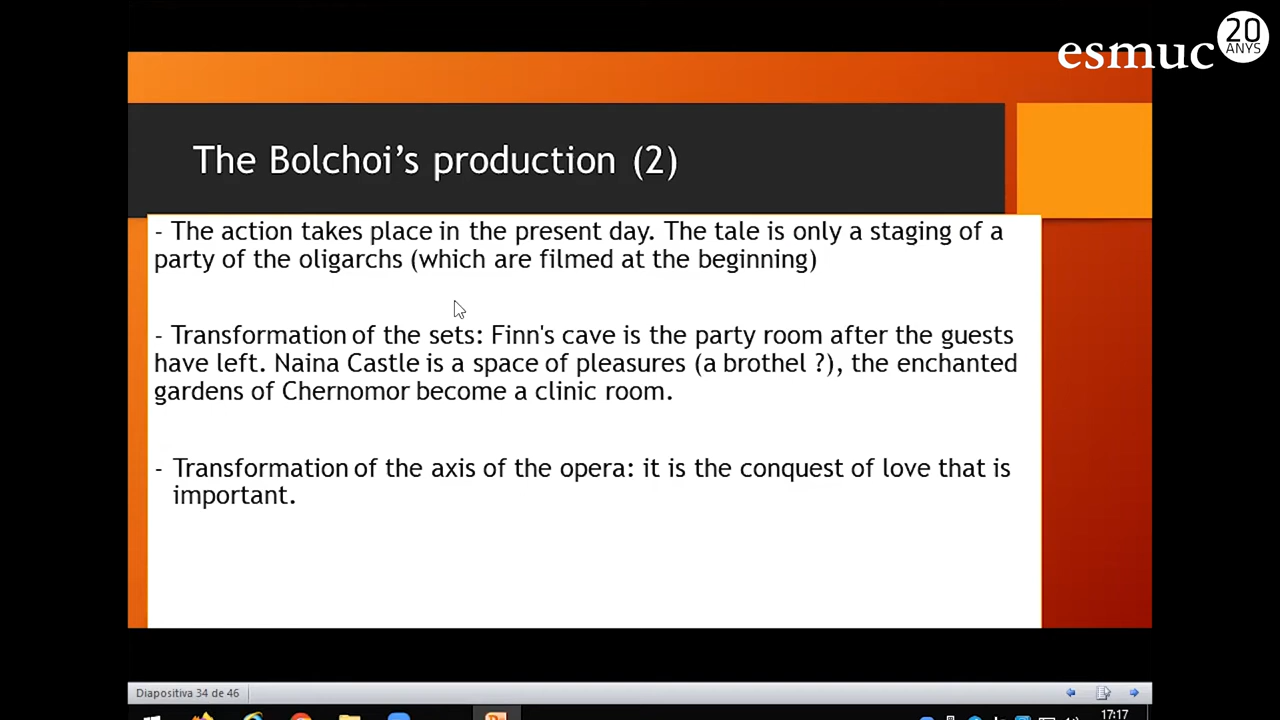 esmuc
20
ANYS
The Bolchoi’s production (2)
- The action takes place in the present day. The tale is only a staging of a
party of the oligarchs (which are filmed at the beginning)
- Transformation of the sets: Finn's cave is the party room after the guests
have left. Naina Castle is a space of pleasures (a brothel ?), the enchanted
gardens of Chernomor become a clinic room.
- Transformation of the axis of the opera: it is the conquest of love that is
important.
Diapositiva 34 de 46
17:17